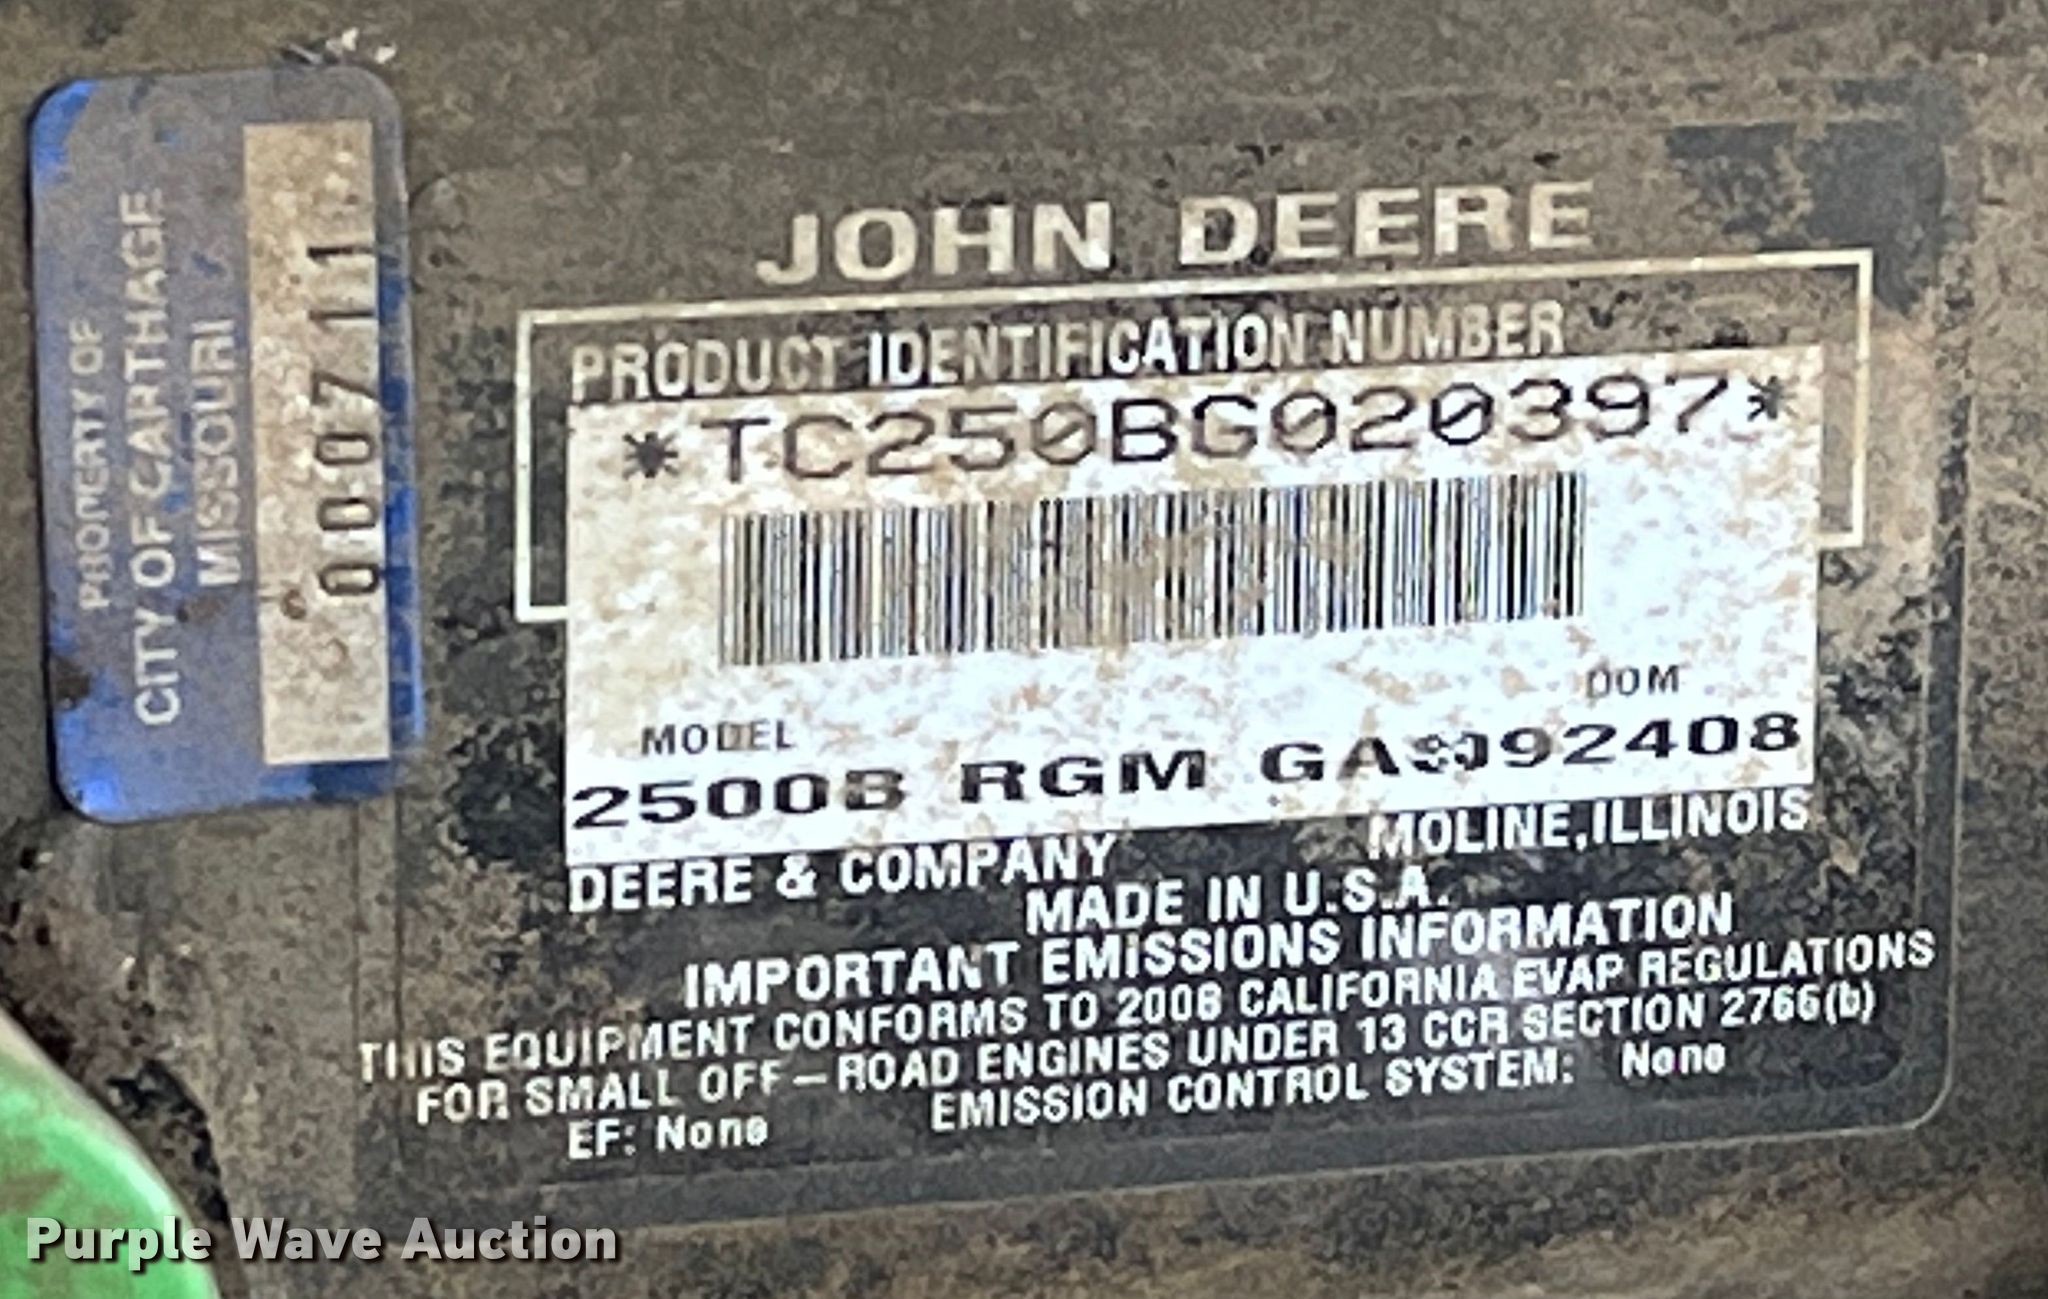 PROPERTY OF
CITY OF CARTHAGE
MISSOURI
000711
JOHN DEERE
PRODUCT IDENTIFICATION NUMBER
*TC250BG020397*
MODEL DOM
2500B RGM 092408
DEERE & COMPANY MOLINE, ILLINOIS
MADE IN U.S.A.
IMPORTANT EMISSIONS INFORMATION
THIS EQUIPMENT CONFORMS TO 2008 CALIFORNIA EVAP REGULATIONS
FOR SMALL OFF-ROAD ENGINES UNDER 13 CCR SECTION 2766(b)
EF: None EMISSION CONTROL SYSTEM: None
Purple Wave Auction